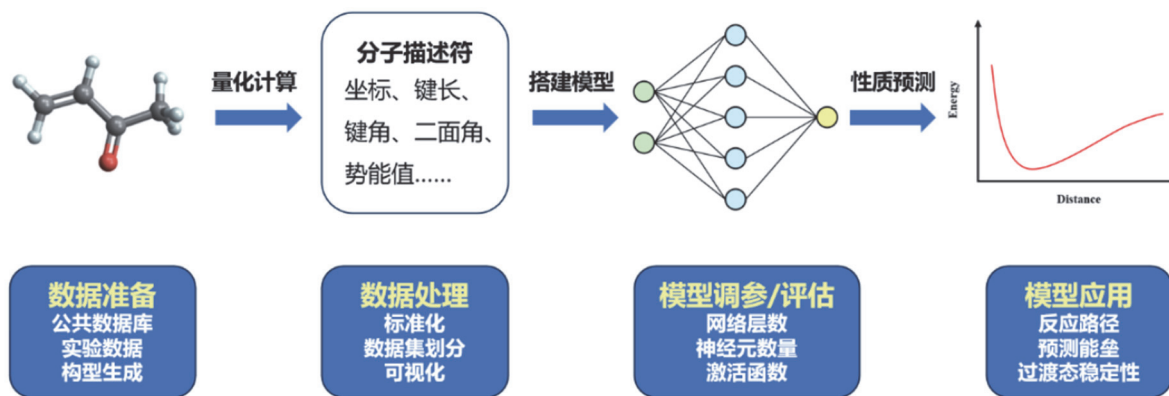 量化计算
分子描述符
坐标、键长、
键角、二面角、
势能值……
搭建模型
性质预测
Energy
Distance
数据准备
公共数据库
实验数据
构型生成
数据处理
标准化
数据集划分
可视化
模型调参/评估
网络层数
神经元数量
激活函数
模型应用
反应路径
预测能垒
过渡态稳定性